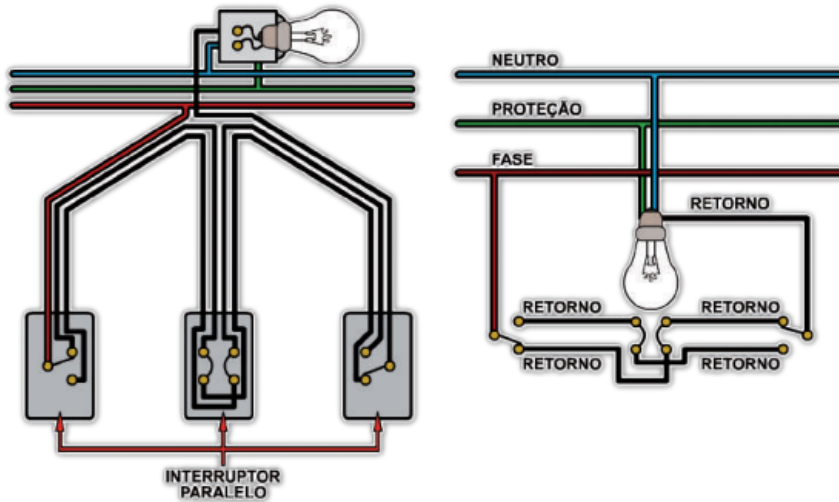 NEUTRO
PROTEÇÃO
FASE
RETORNO
RETORNO
RETORNO
RETORNO
RETORNO
INTERRUPTOR
PARALELO